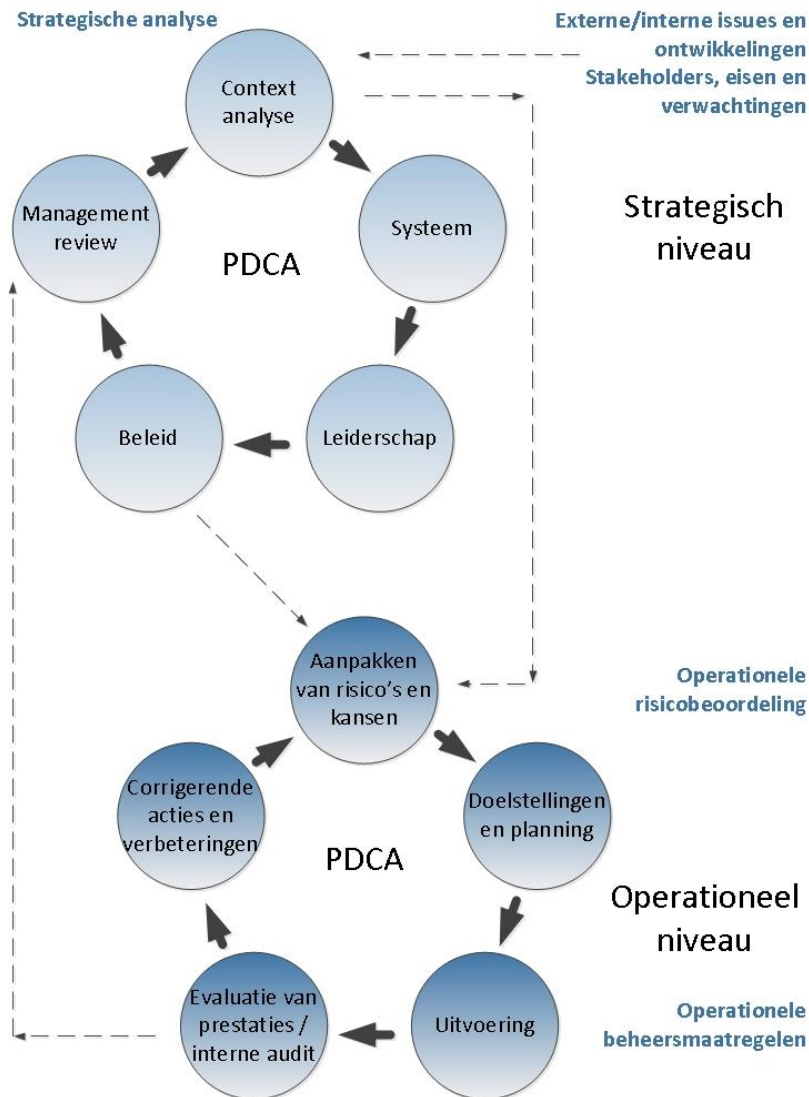 Strategische analyse
Externe/interne issues en
ontwikkelingen
Stakeholders, eisen en
verwachtingen
Context
analyse
Management
review
Systeem
PDCA
Strategisch
niveau
Beleid
Leiderschap
Aanpakken
van risico's en
kansen
Operationele
risicobeoordeling
Corrigerende
acties en
verbeteringen
Doelstellingen
en planning
PDCA
Operationeel
niveau
Evaluatie van
prestaties /
interne audit
Uitvoering
Operationele
beheersmaatregelen